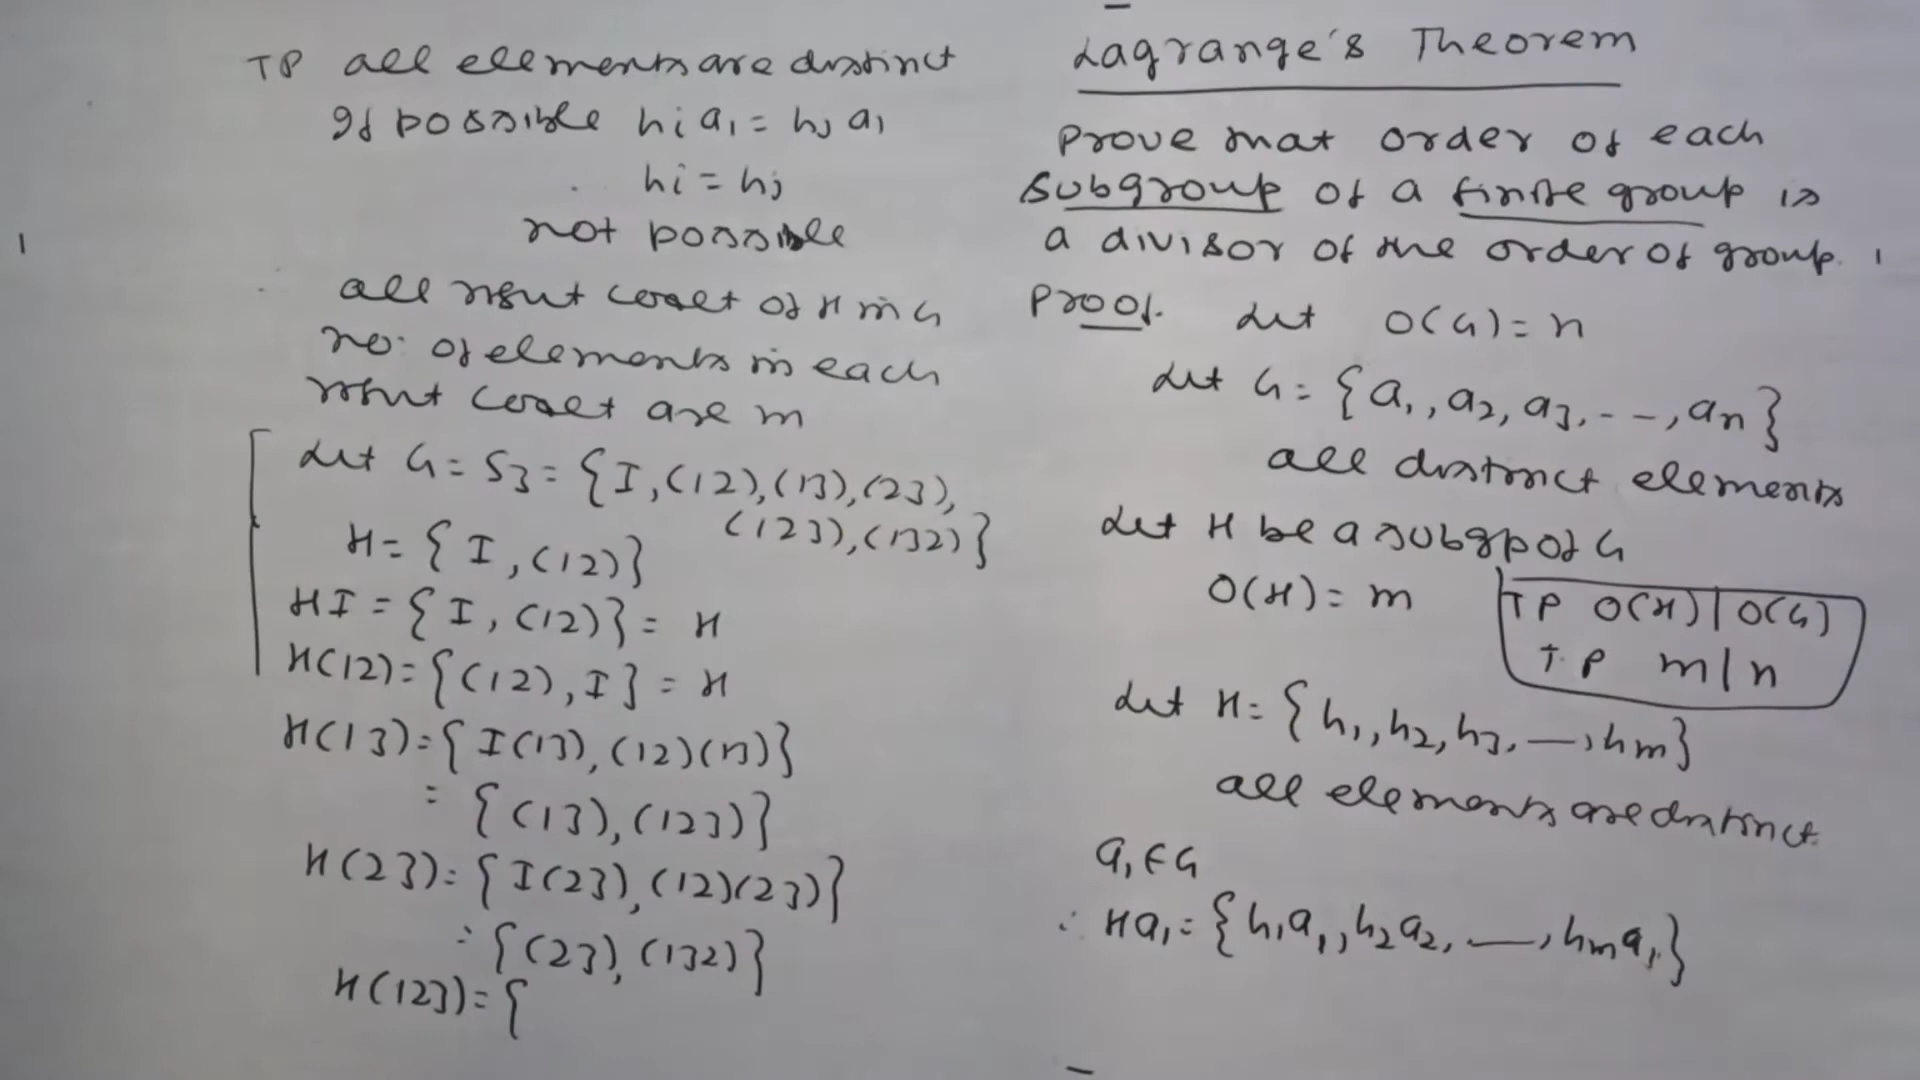 Lagrange's Theorem
Prove that order of each
subgroup of a finite group is
a divisor of the order of group.
Proof. Let O(G) = n
Let G = {a1, a2, a3, - - -, an}
all distinct elements
Let H be a subgp of G
O(H) = m
TP O(H) | O(G)
T.P m | n
Let H = {h1, h2, h3, —, hm}
all elements are distinct.
a1 ∈ G
∴ Ha1 = {h1a1, h2a2, —, hma1}
TP all elements are distinct
If possible hi a1 = hj a1
hi = hj
not possible
all right coset of H in G
no. of elements in each
right coset are m
Let G = S3 = {I, (12), (13), (23),
(123), (132)}
H = {I, (12)}
HI = {I, (12)} = H
H(12) = {(12), I} = H
H(13) = {I(13), (12)(13)}
= {(13), (123)}
H(23) = {I(23), (12)(23)}
= {(23), (132)}
H(123) = {